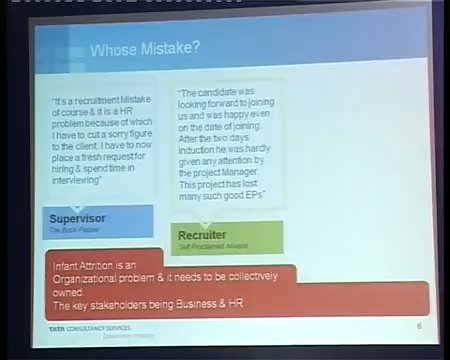 Whose Mistake?
"It's a recruitment Mistake
of course & it is a HR
problem because of which
I have to cut a sorry figure
to the client. I have to now
place a fresh request for
hiring & spend time in
interviewing"
Supervisor
The Buck Passer
"The candidate was
looking forward to joining
us and was happy even
on the date of joining.
After the two days
induction he was hardly
given any attention by
the project Manager.
This project has lost
many such good EPs"
Recruiter
Self Proclaimed Analyst
Infant Attrition is an
Organizational problem & it needs to be collectively
owned.
The key stakeholders being Business & HR
TATA CONSULTANCY SERVICES
6